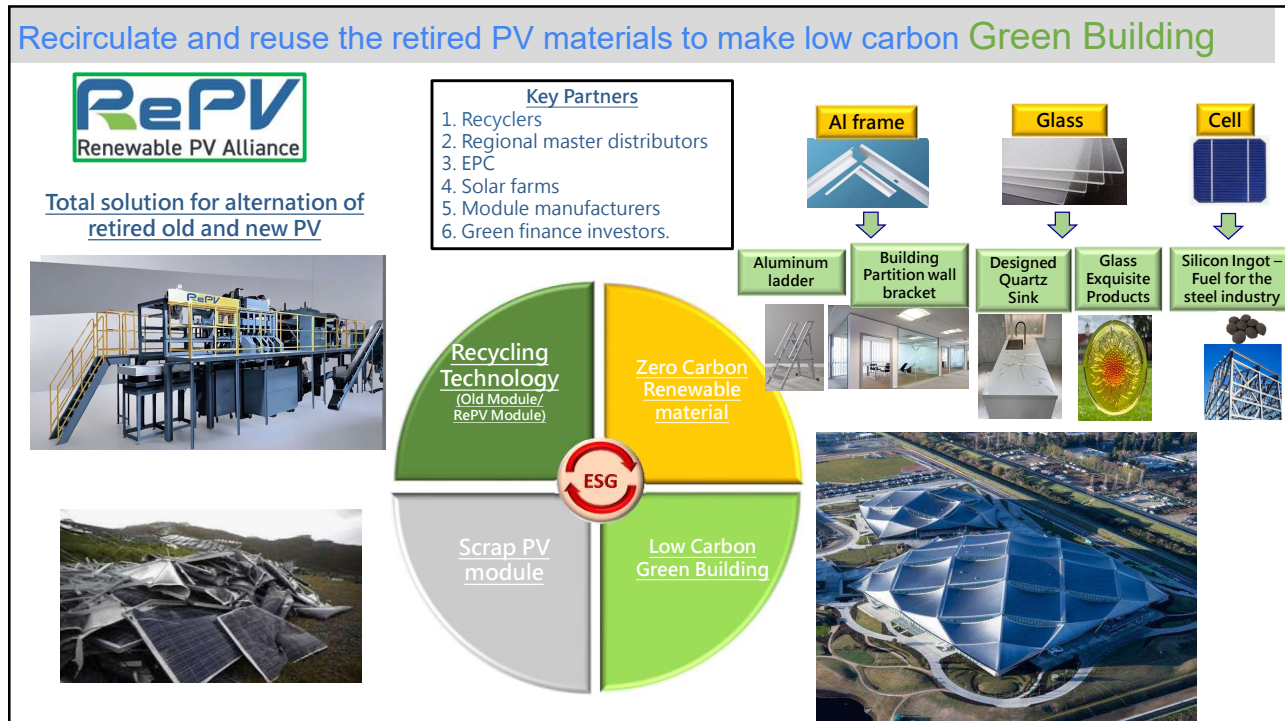 Recirculate and reuse the retired PV materials to make low carbon Green Building
RePV
Renewable PV Alliance
Total solution for alternation of
retired old and new PV
RePV
Key Partners
1. Recyclers
2. Regional master distributors
3. EPC
4. Solar farms
5. Module manufacturers
6. Green finance investors.
Recycling
Technology
(Old Module/
RePV Module)
Zero Carbon
Renewable
material
ESG
Scrap PV
module
Low Carbon
Green Building
Al frame
Glass
Cell
Aluminum
ladder
Building
Partition wall
bracket
Designed
Quartz
Sink
Glass
Exquisite
Products
Silicon Ingot –
Fuel for the
steel industry